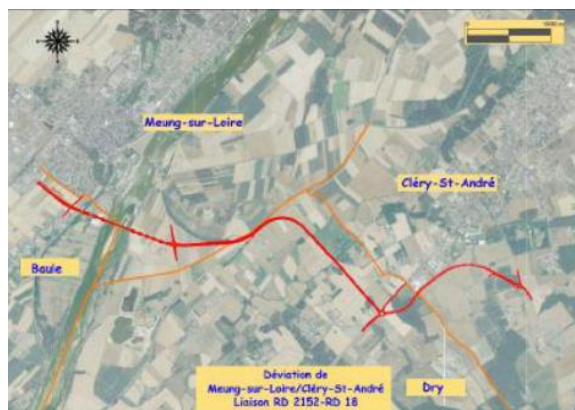 Meung-sur-Loire
Cléry-St-André
Baule
Déviation de
Meung-sur-Loire/Cléry-St-André
Liaison RD 2152-RD 18
Dry